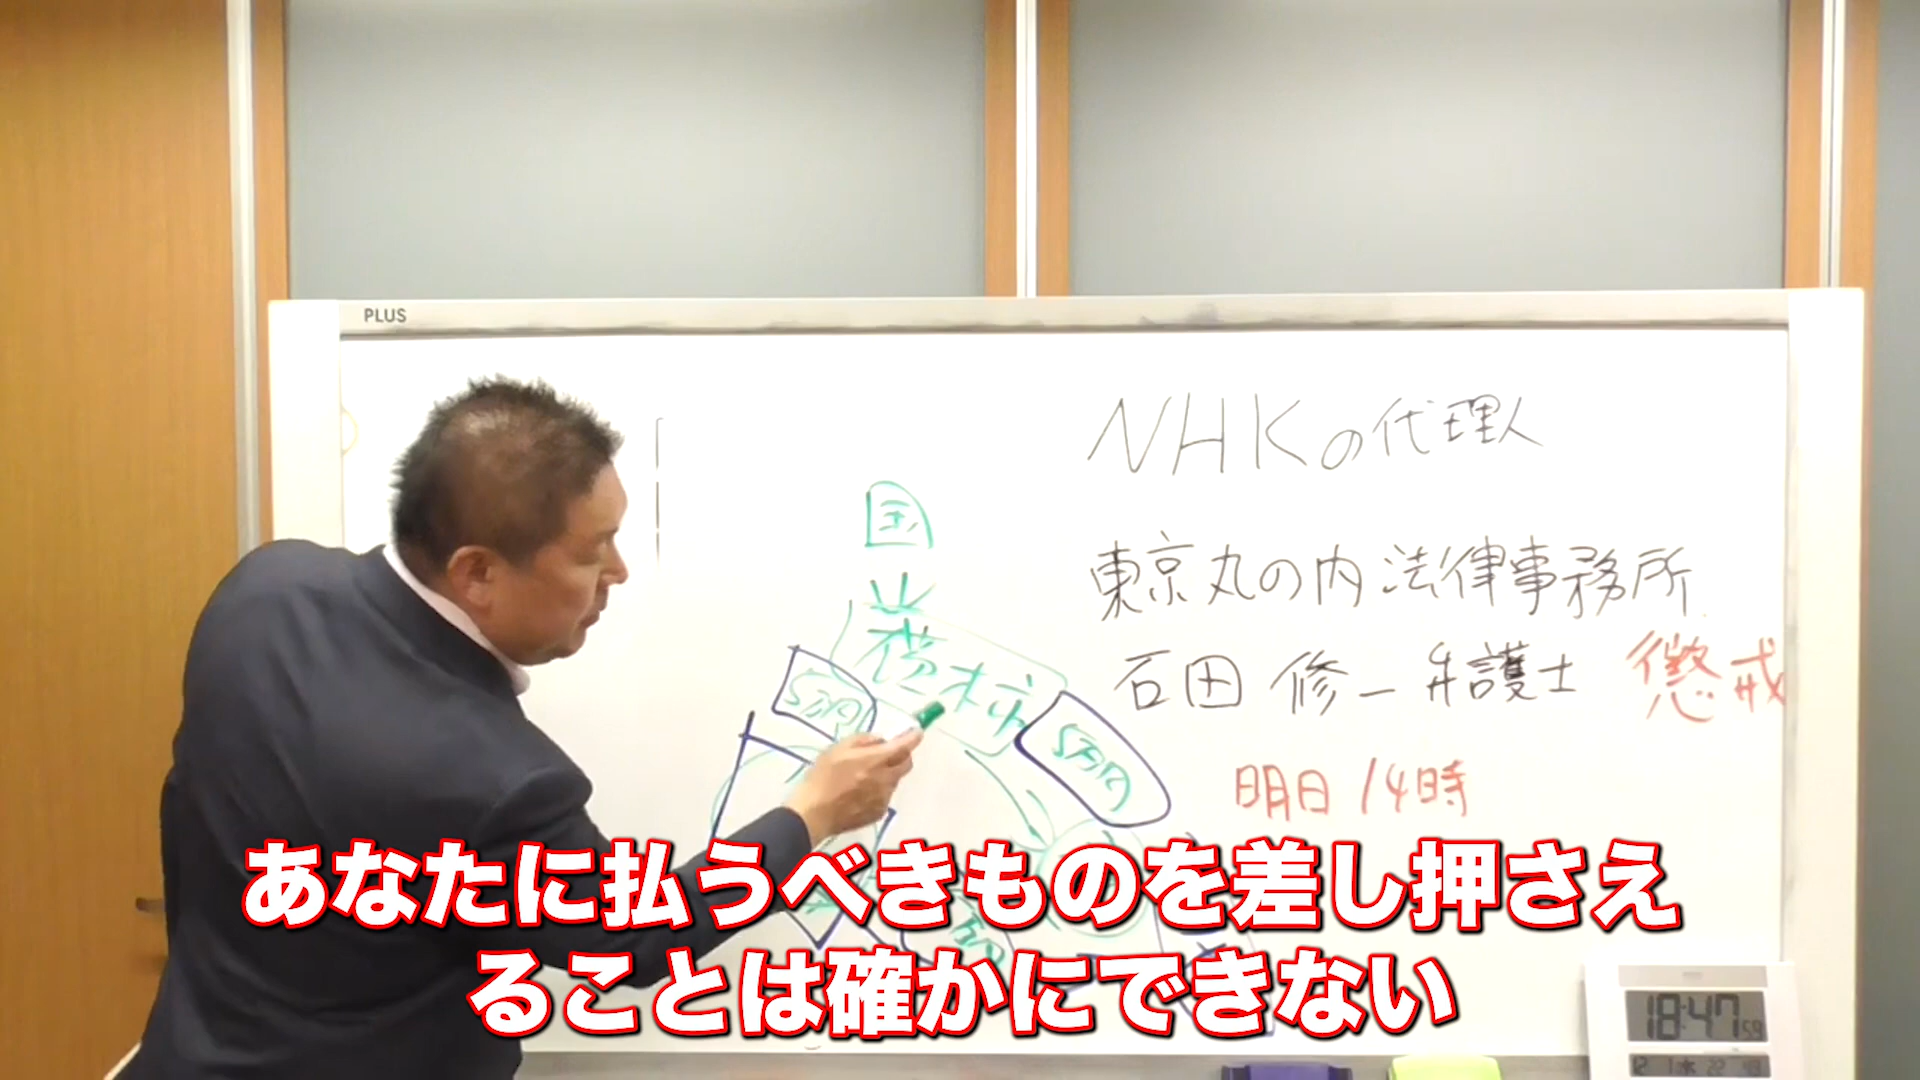 PLUS
NHKの代理人
国
東京丸の内法律事務所
石田修一弁護士 懲戒
明日14時
あなたに払うべきものを差し押さえ
ることは確かにできない
18:47 59